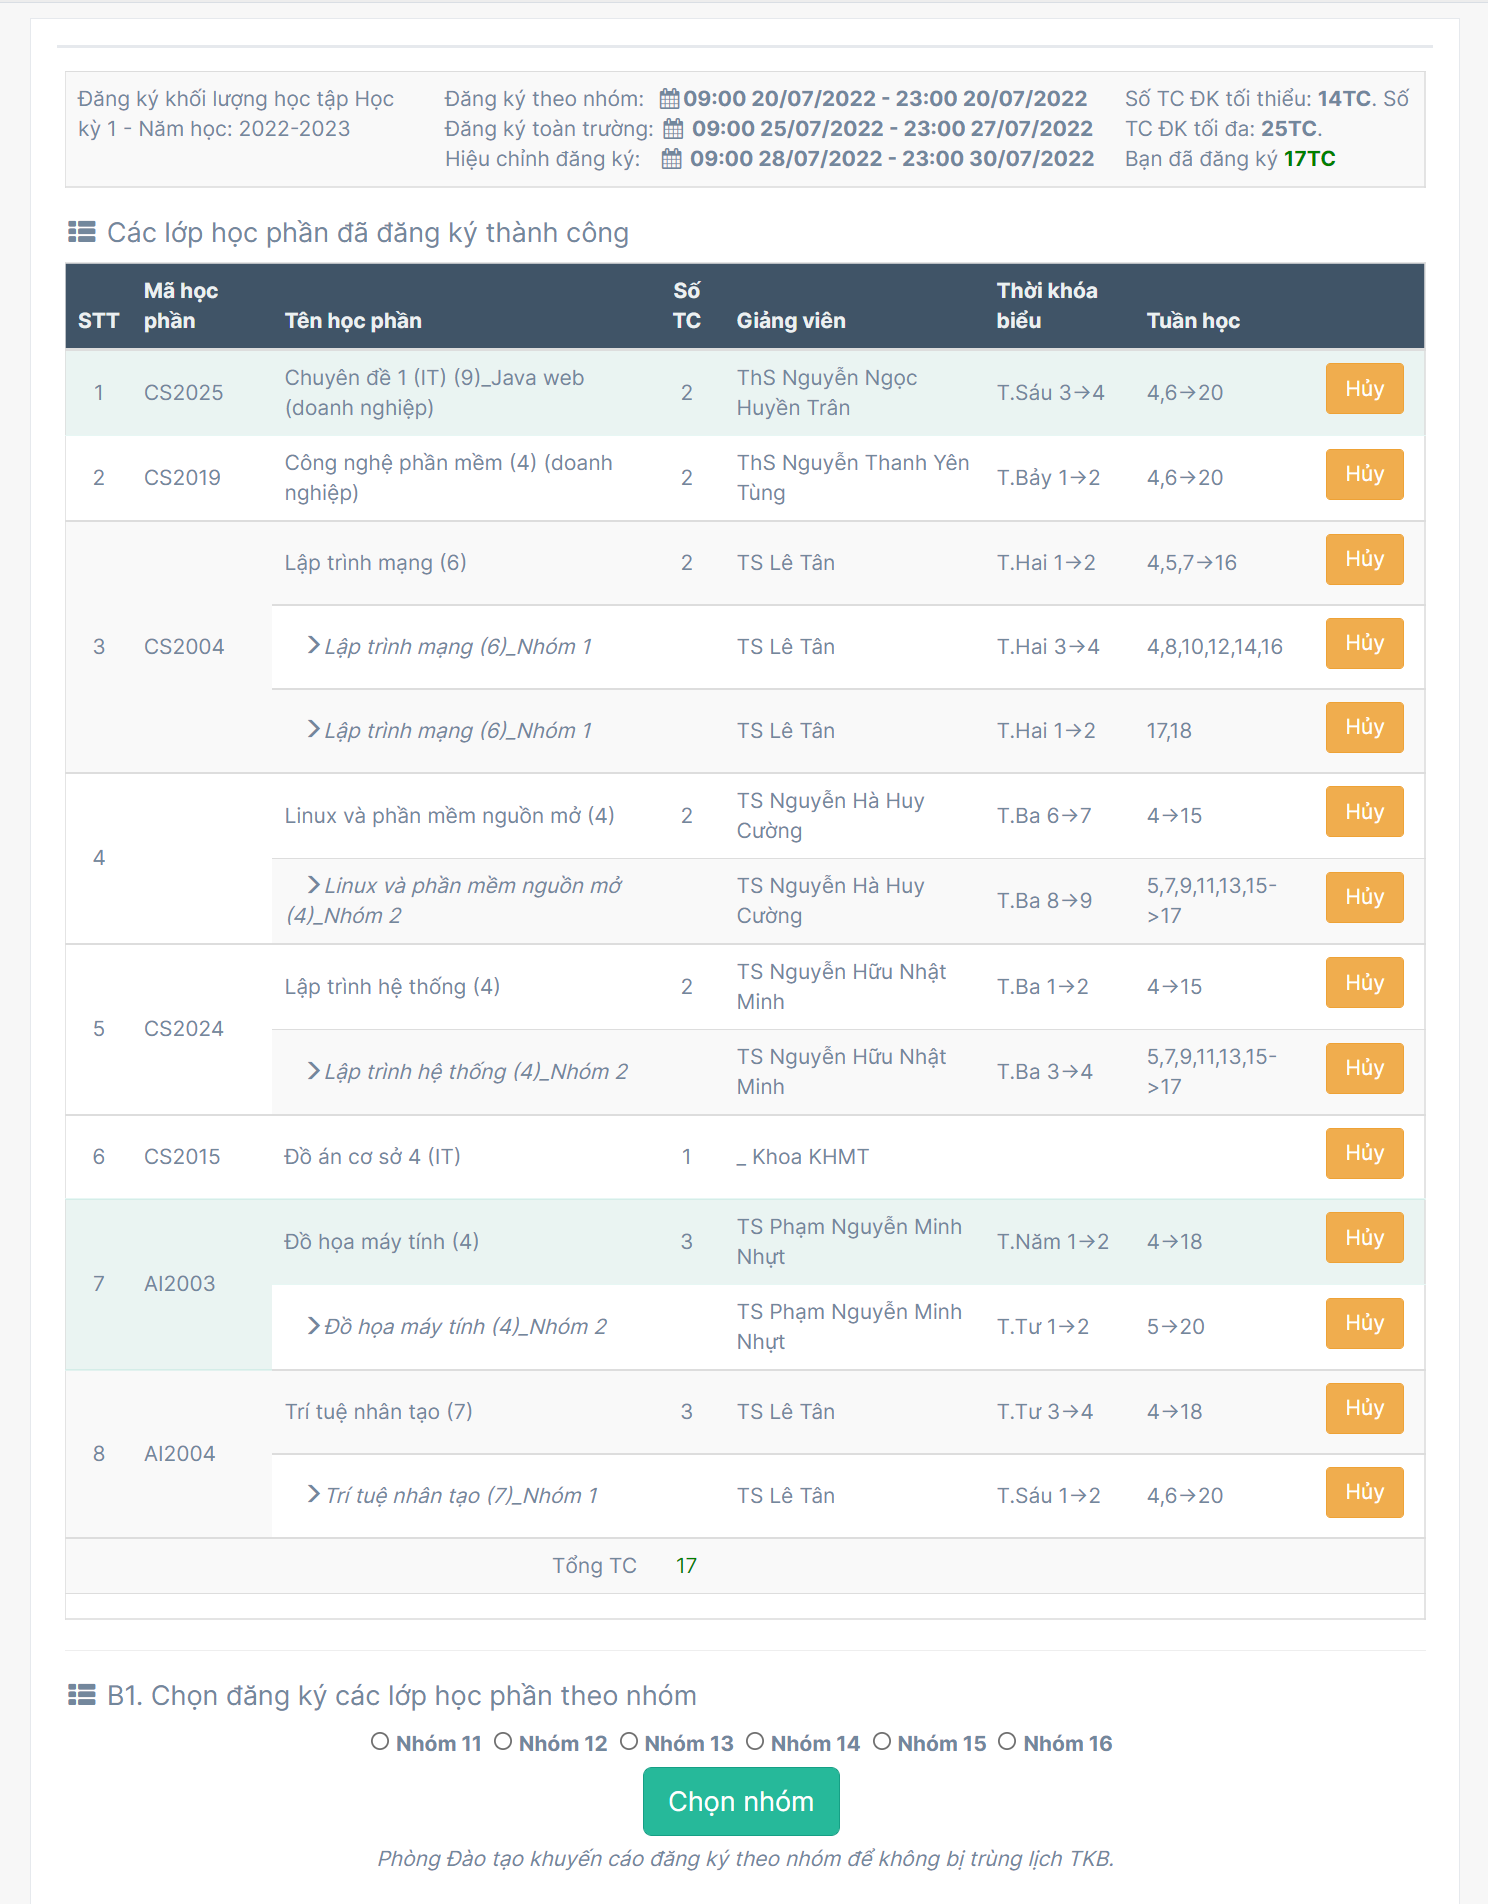 Đăng ký khối lượng học tập Học
kỳ 1 - Năm học: 2022-2023
Đăng ký theo nhóm: 09:00 20/07/2022 - 23:00 20/07/2022
Đăng ký toàn trường: 09:00 25/07/2022 - 23:00 27/07/2022
Hiệu chỉnh đăng ký: 09:00 28/07/2022 - 23:00 30/07/2022
Số TC ĐK tối thiểu: 14TC. Số
TC ĐK tối đa: 25TC.
Bạn đã đăng ký 17TC
Các lớp học phần đã đăng ký thành công
STT Mã học phần Tên học phần Số TC Giảng viên Thời khóa biểu Tuần học
1 CS2025 Chuyên đề 1 (IT) (9)_Java web (doanh nghiệp) 2 ThS Nguyễn Ngọc Huyền Trân T.Sáu 3→4 4,6→20 Hủy
2 CS2019 Công nghệ phần mềm (4) (doanh nghiệp) 2 ThS Nguyễn Thanh Yên Tùng T.Bảy 1→2 4,6→20 Hủy
3 CS2004 Lập trình mạng (6) 2 TS Lê Tân T.Hai 1→2 4,5,7→16 Hủy
Lập trình mạng (6)_Nhóm 1 TS Lê Tân T.Hai 3→4 4,8,10,12,14,16 Hủy
Lập trình mạng (6)_Nhóm 1 TS Lê Tân T.Hai 1→2 17,18 Hủy
4 Linux và phần mềm nguồn mở (4) 2 TS Nguyễn Hà Huy Cường T.Ba 6→7 4→15 Hủy
Linux và phần mềm nguồn mở (4)_Nhóm 2 TS Nguyễn Hà Huy Cường T.Ba 8→9 5,7,9,11,13,15->17 Hủy
5 CS2024 Lập trình hệ thống (4) 2 TS Nguyễn Hữu Nhật Minh T.Ba 1→2 4→15 Hủy
Lập trình hệ thống (4)_Nhóm 2 TS Nguyễn Hữu Nhật Minh T.Ba 3→4 5,7,9,11,13,15->17 Hủy
6 CS2015 Đồ án cơ sở 4 (IT) 1 _ Khoa KHMT Hủy
7 AI2003 Đồ họa máy tính (4) 3 TS Phạm Nguyễn Minh Nhựt T.Năm 1→2 4→18 Hủy
Đồ họa máy tính (4)_Nhóm 2 TS Phạm Nguyễn Minh Nhựt T.Tư 1→2 5→20 Hủy
8 AI2004 Trí tuệ nhân tạo (7) 3 TS Lê Tân T.Tư 3→4 4→18 Hủy
Trí tuệ nhân tạo (7)_Nhóm 1 TS Lê Tân T.Sáu 1→2 4,6→20 Hủy
Tổng TC 17
B1. Chọn đăng ký các lớp học phần theo nhóm
Nhóm 11 Nhóm 12 Nhóm 13 Nhóm 14 Nhóm 15 Nhóm 16
Chọn nhóm
Phòng Đào tạo khuyến cáo đăng ký theo nhóm để không bị trùng lịch TKB.